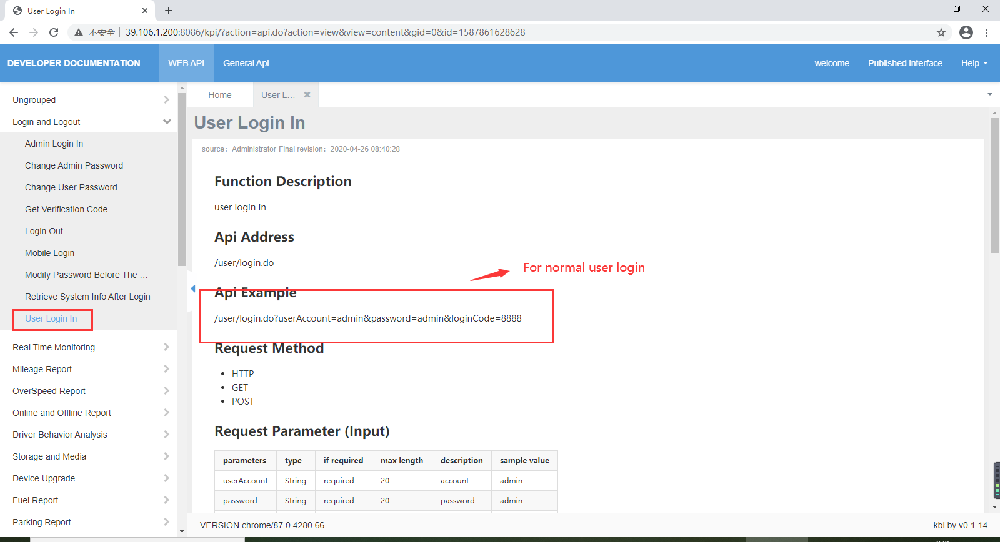 User Login In
不安全 39.106.1.200:8086/kpi/?action=api.do?action=view&view=content&gid=0&id=1587861628628
DEVELOPER DOCUMENTATION WEB API General Api welcome Published interface Help
Ungrouped
Login and Logout
Admin Login In
Change Admin Password
Change User Password
Get Verification Code
Login Out
Mobile Login
Modify Password Before The ...
Retrieve System Info After Login
User Login In
Real Time Monitoring
Mileage Report
OverSpeed Report
Online and Offline Report
Driver Behavior Analysis
Storage and Media
Device Upgrade
Fuel Report
Parking Report
Home User L...
User Login In
source: Administrator Final revision: 2020-04-26 08:40:28
Function Description
user login in
Api Address
/user/login.do
For normal user login
Api Example
/user/login.do?userAccount=admin&password=admin&loginCode=8888
Request Method
HTTP
GET
POST
Request Parameter (Input)
parameters type if required max length description sample value
userAccount String required 20 account admin
password String required 20 password admin
VERSION chrome/87.0.4280.66 kbl by v0.1.14